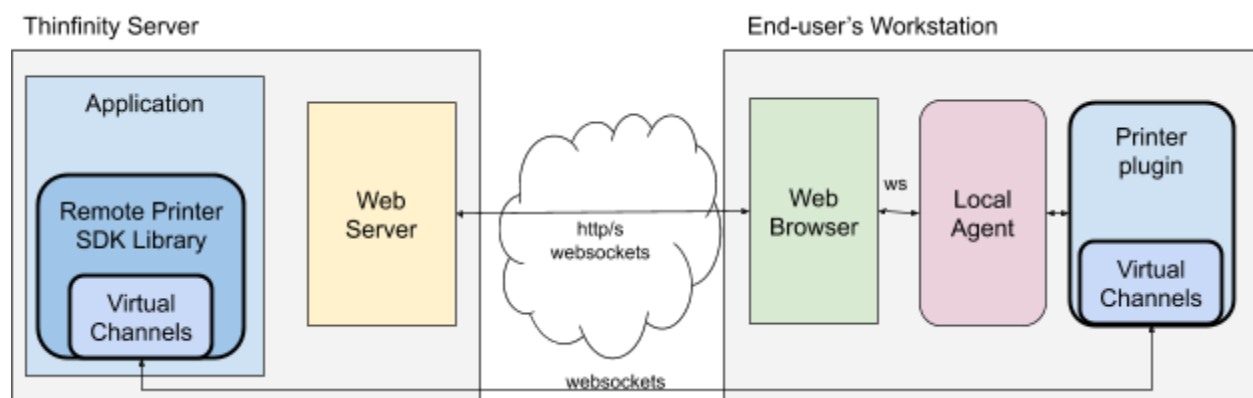 Thinfinity Server
End-user's Workstation
Application
Remote Printer
SDK Library
Virtual
Channels
Web
Server
http/s
websockets
Web
Browser
ws
Local
Agent
Printer
plugin
Virtual
Channels
websockets